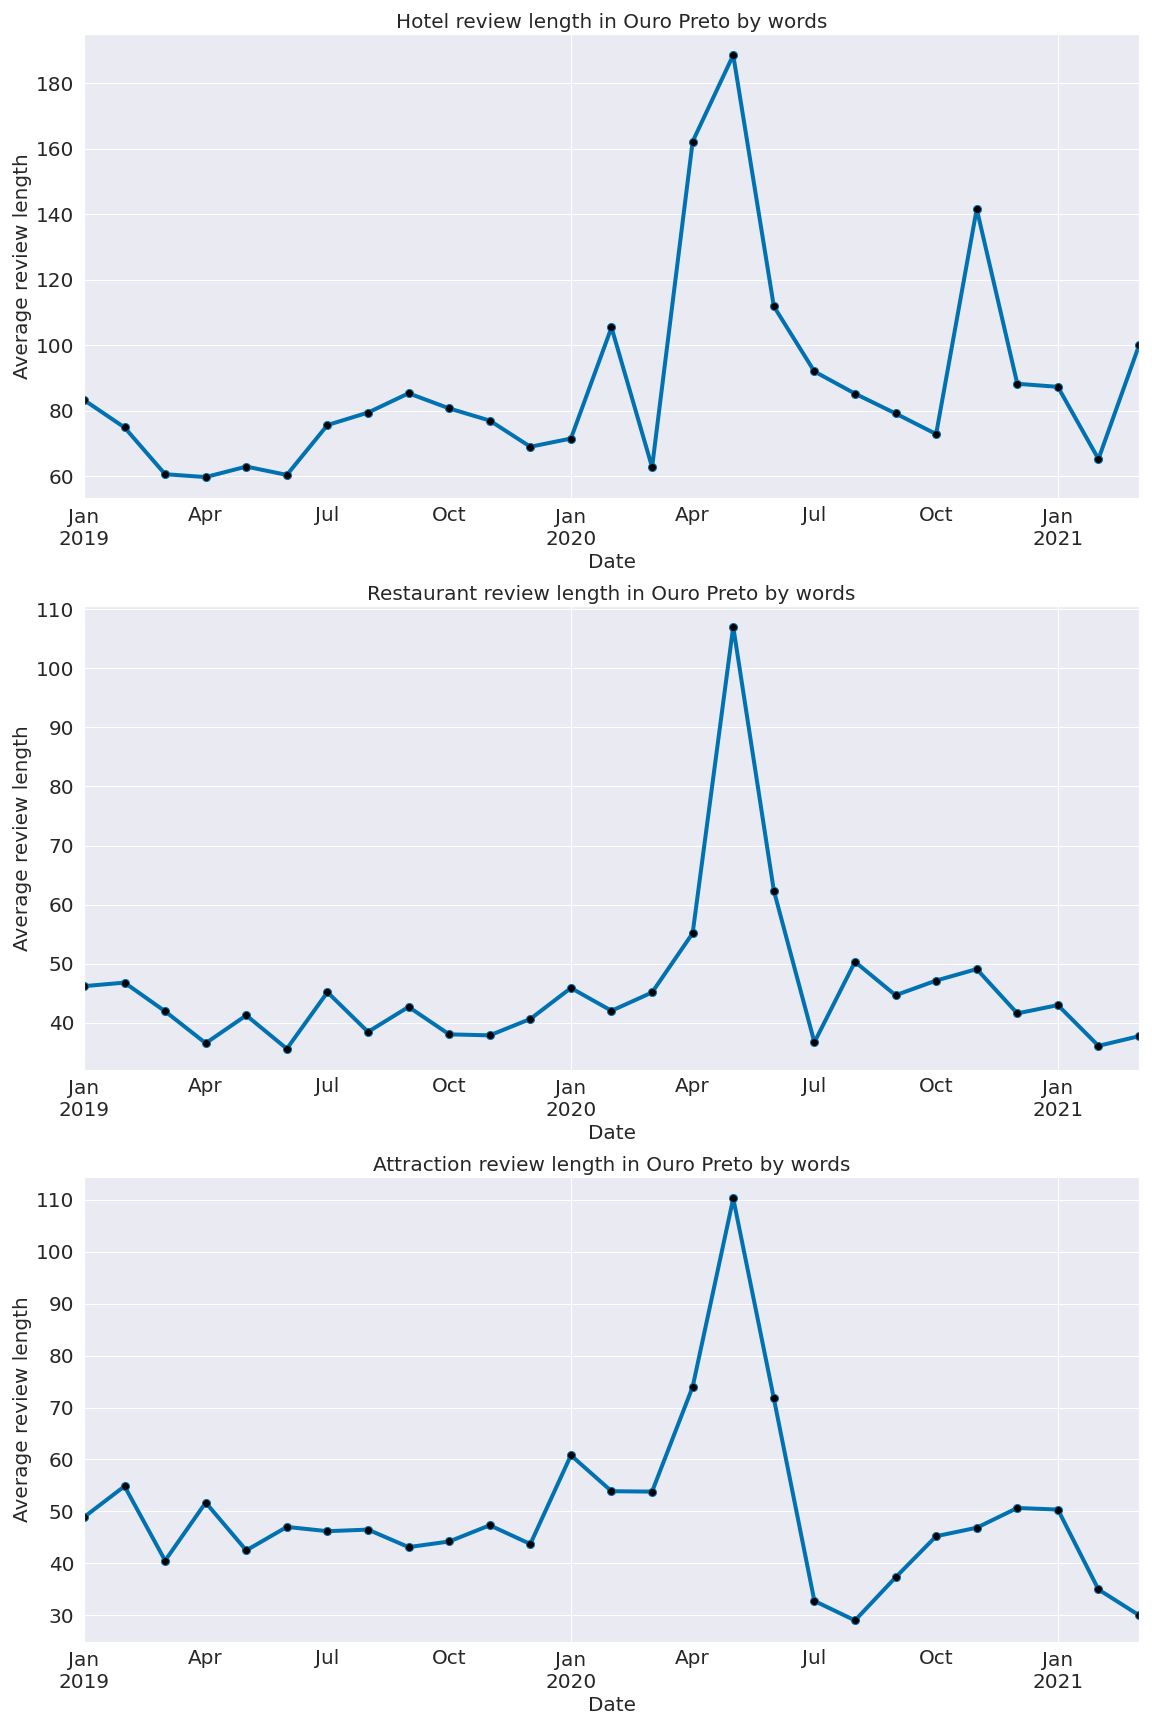 Hotel review length in Ouro Preto by words
Average review length
180
160
140
120
100
80
60
Jan Apr Jul Oct Jan Apr Jul Oct Jan
2019 2020 2021
Date
Restaurant review length in Ouro Preto by words
Average review length
110
100
90
80
70
60
50
40
Jan Apr Jul Oct Jan Apr Jul Oct Jan
2019 2020 2021
Date
Attraction review length in Ouro Preto by words
Average review length
110
100
90
80
70
60
50
40
30
Jan Apr Jul Oct Jan Apr Jul Oct Jan
2019 2020 2021
Date